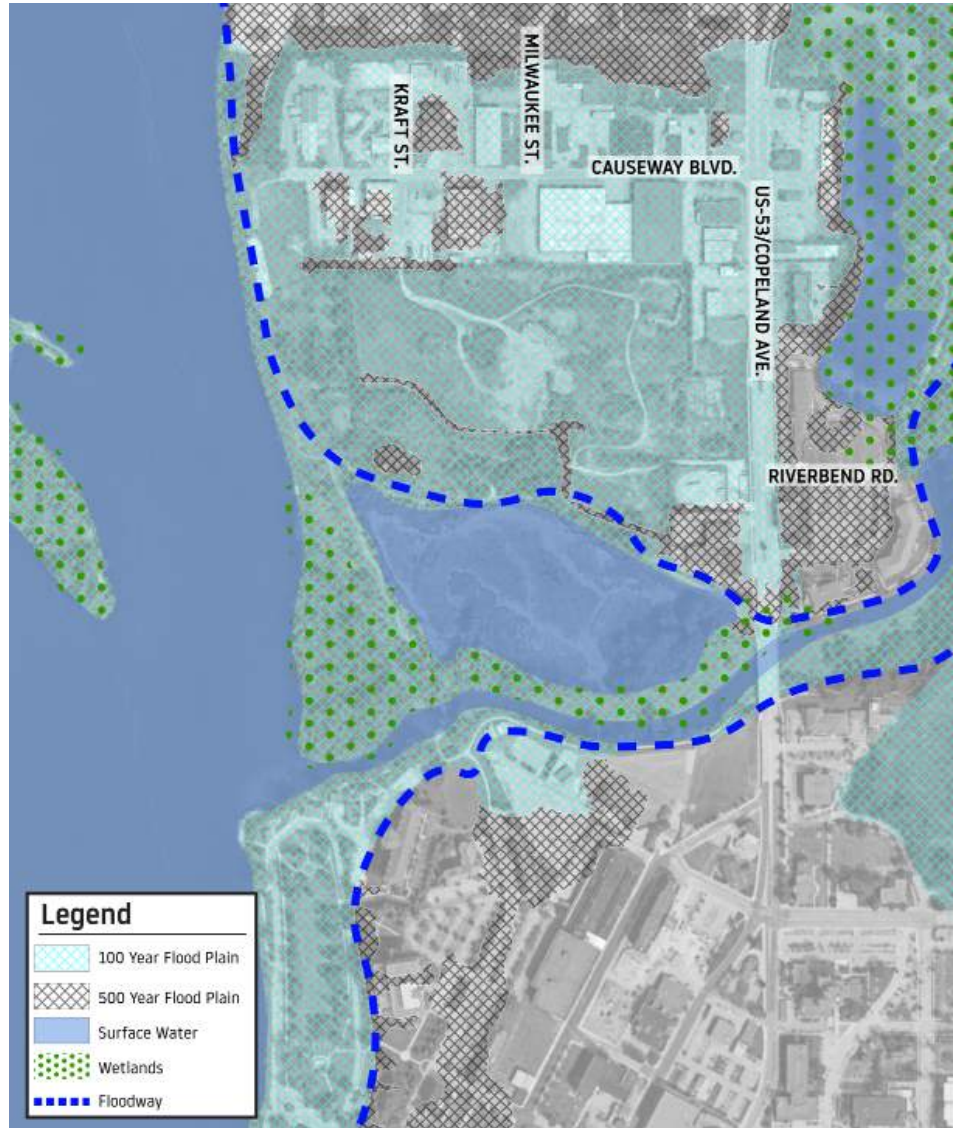 MILWAUKEE ST.
KRAFT ST.
CAUSEWAY BLVD.
US-53/COPELAND AVE.
RIVERBEND RD.
Legend
100 Year Flood Plain
500 Year Flood Plain
Surface Water
Wetlands
Floodway